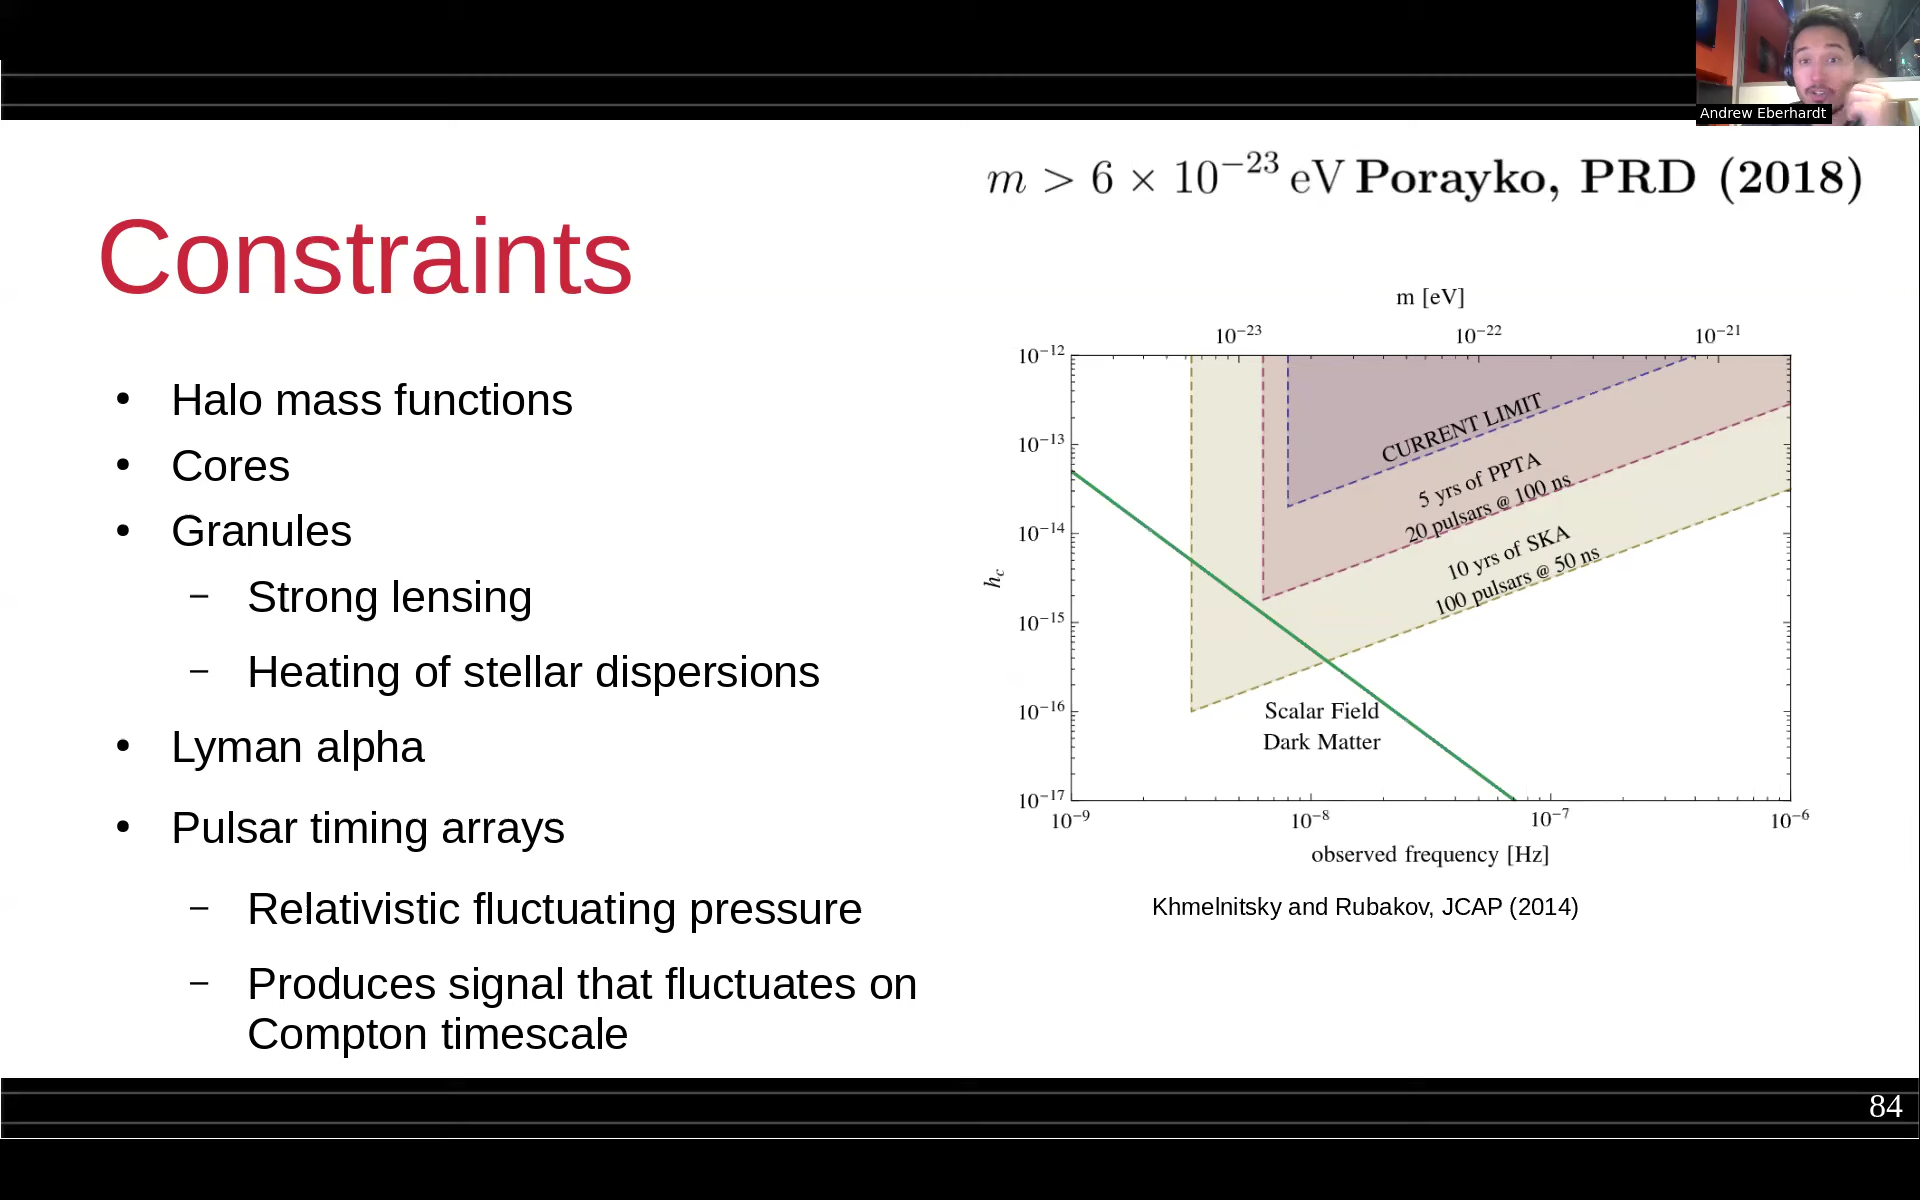 Andrew Eberhardt
m > 6 × 10⁻²³ eV Porayko, PRD (2018)
Constraints
• Halo mass functions
• Cores
• Granules
– Strong lensing
– Heating of stellar dispersions
• Lyman alpha
• Pulsar timing arrays
– Relativistic fluctuating pressure
– Produces signal that fluctuates on
Compton timescale
m [eV]
10⁻²³ 10⁻²² 10⁻²¹
10⁻¹²
10⁻¹³
10⁻¹⁴
10⁻¹⁵
10⁻¹⁶
10⁻¹⁷
h_c
CURRENT LIMIT
5 yrs of PPTA
20 pulsars @ 100 ns
10 yrs of SKA
100 pulsars @ 50 ns
Scalar Field
Dark Matter
10⁻⁹ 10⁻⁸ 10⁻⁷ 10⁻⁶
observed frequency [Hz]
Khmelnitsky and Rubakov, JCAP (2014)
84